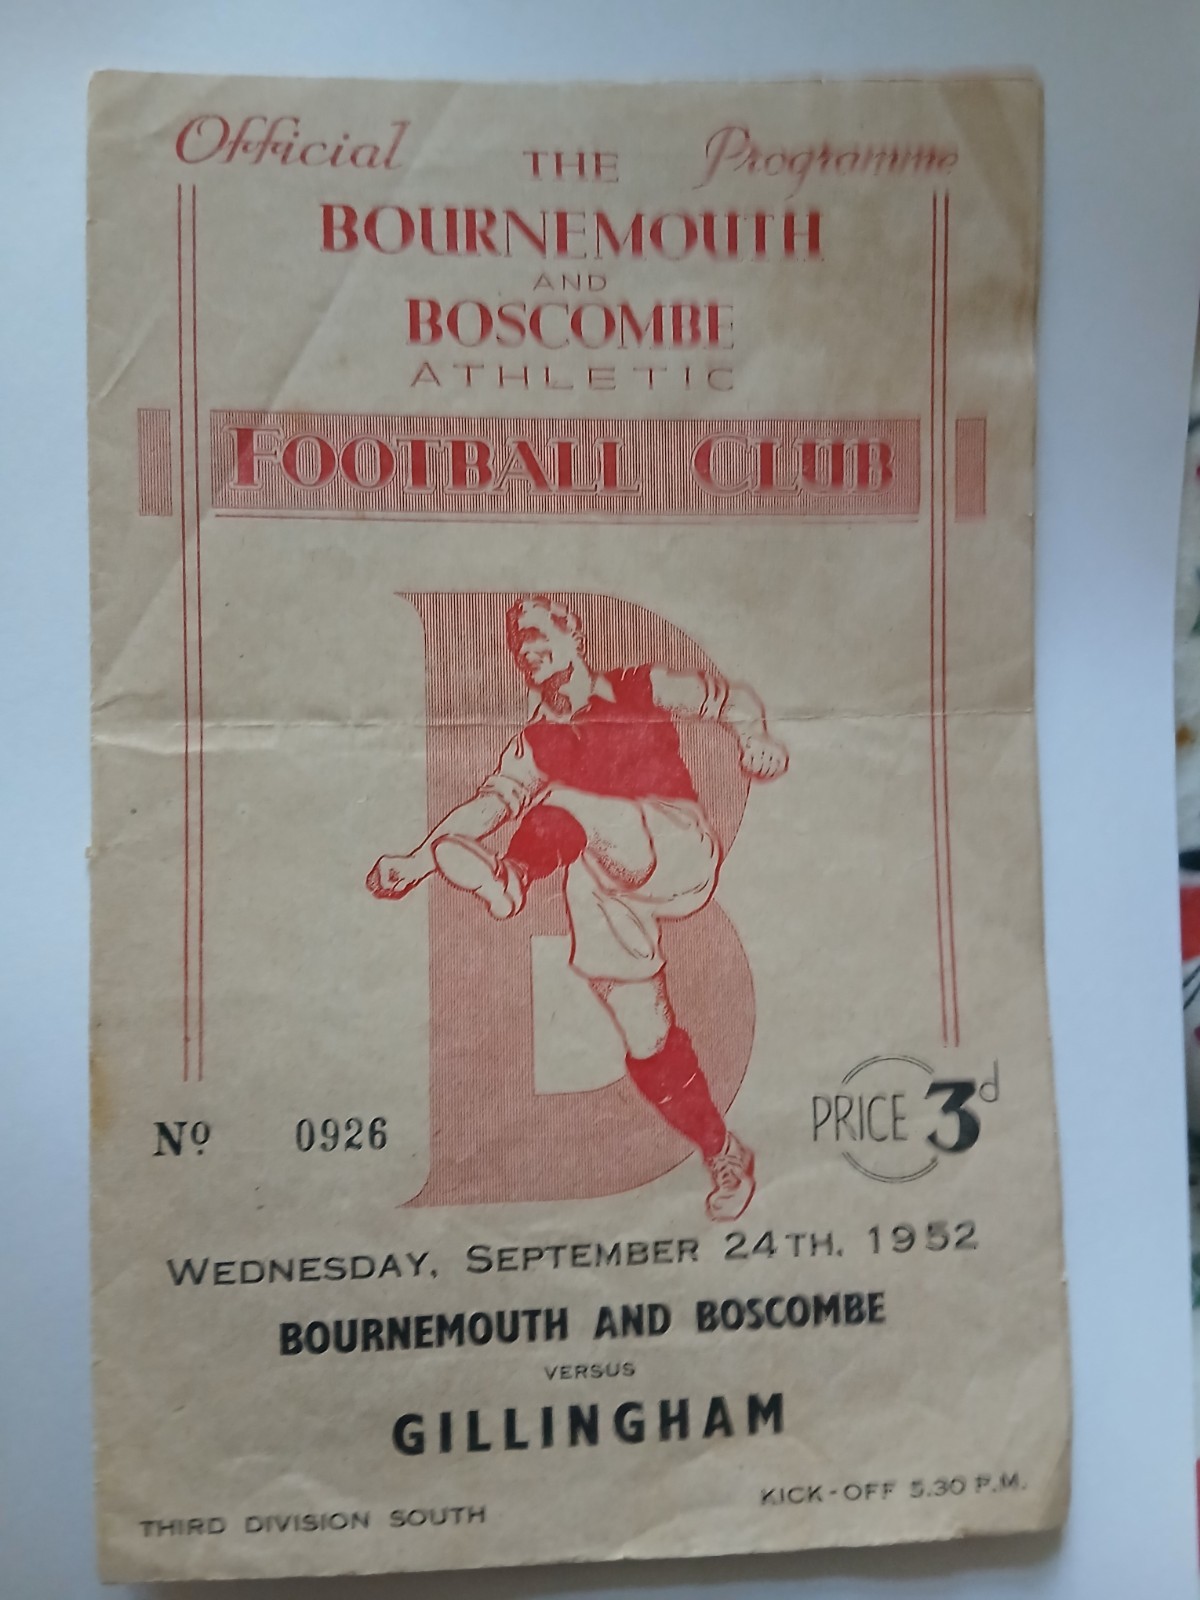 Official THE Programme
BOURNEMOUTH
AND
BOSCOMBE
ATHLETIC
FOOTBALL CLUB
B
Nº 0926
PRICE 3d
WEDNESDAY, SEPTEMBER 24TH, 1952
BOURNEMOUTH AND BOSCOMBE
VERSUS
GILLINGHAM
THIRD DIVISION SOUTH KICK-OFF 5.30 P.M.